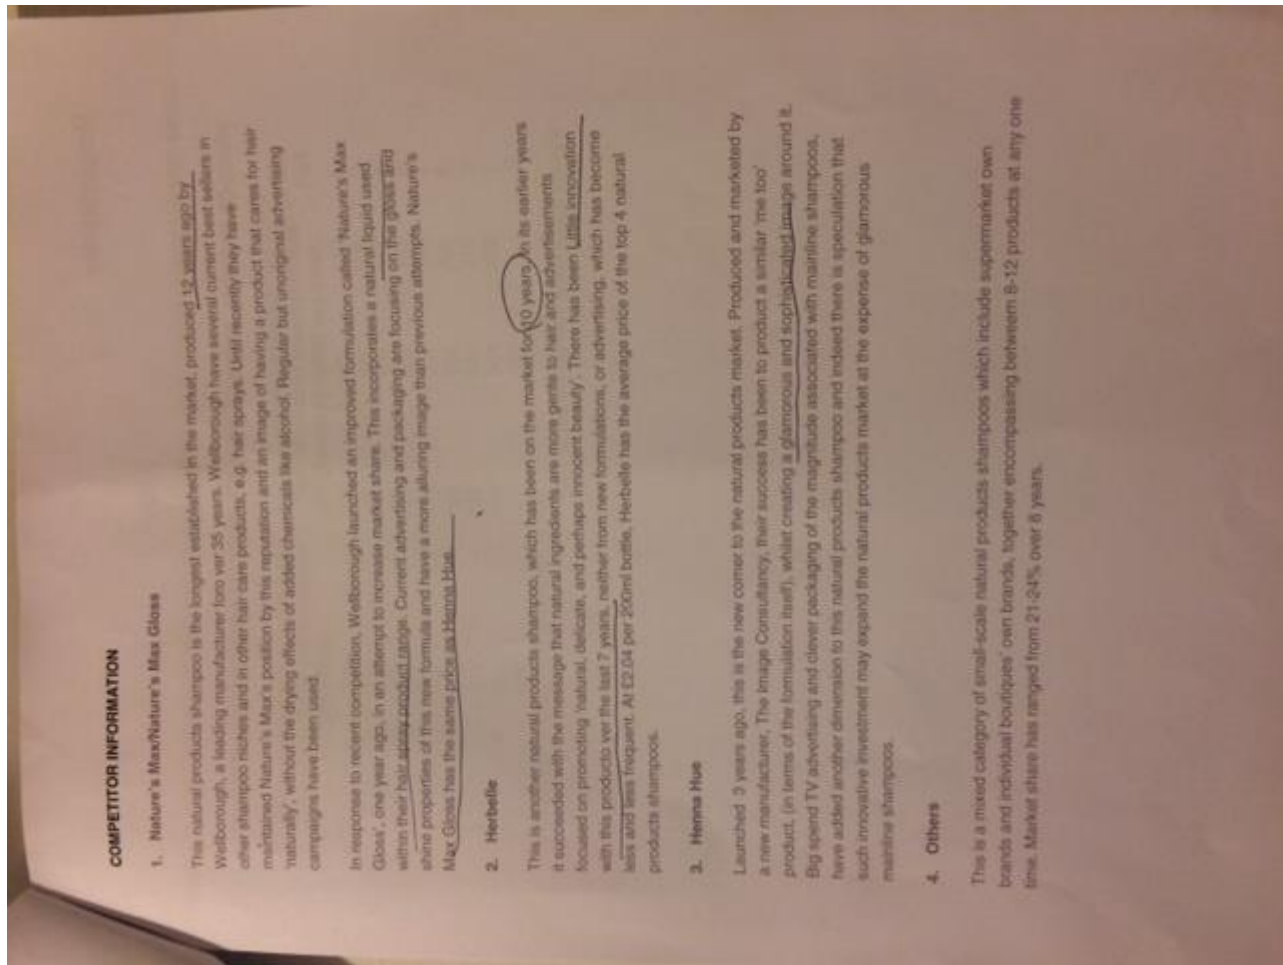 COMPETITOR INFORMATION
1. Nature's Max/Nature's Max Gloss
This natural products shampoo is the longest established in the market, produced 12 years ago by
Wellborough, a leading manufacturer foro ver 35 years. Wellborough have several current best sellers in
other shampoo niches and in other hair care products, e.g. hair sprays. Until recently they have
maintained Nature's Max's position by this reputation and an image of having a product that cares for hair
'naturally', without the drying effects of added chemicals like alcohol. Regular but unoriginal advertising
campaigns have been used.
In response to recent competition, Wellborough launched an improved formulation called 'Nature's Max
Gloss', one year ago, in an attempt to increase market share. This incorporates a natural liquid used
within their hair spray product range. Current advertising and packaging are focusing on the gloss and
shine properties of this new formula and have a more alluring image than previous attempts. Nature's
Max Gloss has the same price as Henna Hue.
2. Herbelle
This is another natural products shampoo, which has been on the market for 10 years. In its earlier years
it succeeded with the message that natural ingredients are more gente to hair and advertisements
focused on promoting 'natural, delicate, and perhaps innocent beauty'. There has been Little innovation
with this producto ver the last 7 years, neither from new formulations, or advertising, which has become
less and less frequent. At £2.04 per 200ml bottle, Herbelle has the average price of the top 4 natural
products shampoos.
3. Henna Hue
Launched 3 years ago, this is the new comer to the natural products market. Produced and marketed by
a new manufacturer, The Image Consultancy, their success has been to product a similar 'me too'
product, (in terms of the formulation itself), whilst creating a glamorous and sophisticated image around it.
Big spend TV advertising and clever packaging of the magnitude associated with mainline shampoos,
have added another dimension to this natural products shampoo and indeed there is speculation that
such innovative investment may expand the natural products market at the expense of glamorous
mainline shampoos.
4. Others
This is a mixed category of small-scale natural products shampoos which include supermarket own
brands and individual boutiques' own brands, together encompassing betweem 8-12 products at any one
time. Market share has ranged from 21-24% over 6 years.